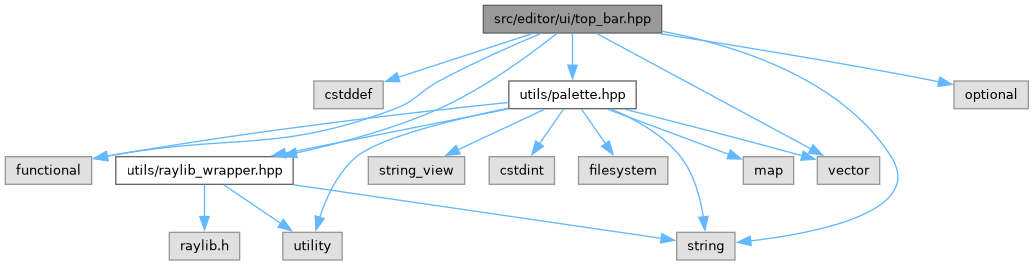 src/editor/ui/top_bar.hpp
cstddef
utils/palette.hpp
optional
functional
utils/raylib_wrapper.hpp
string_view
cstdint
filesystem
map
vector
raylib.h
utility
string